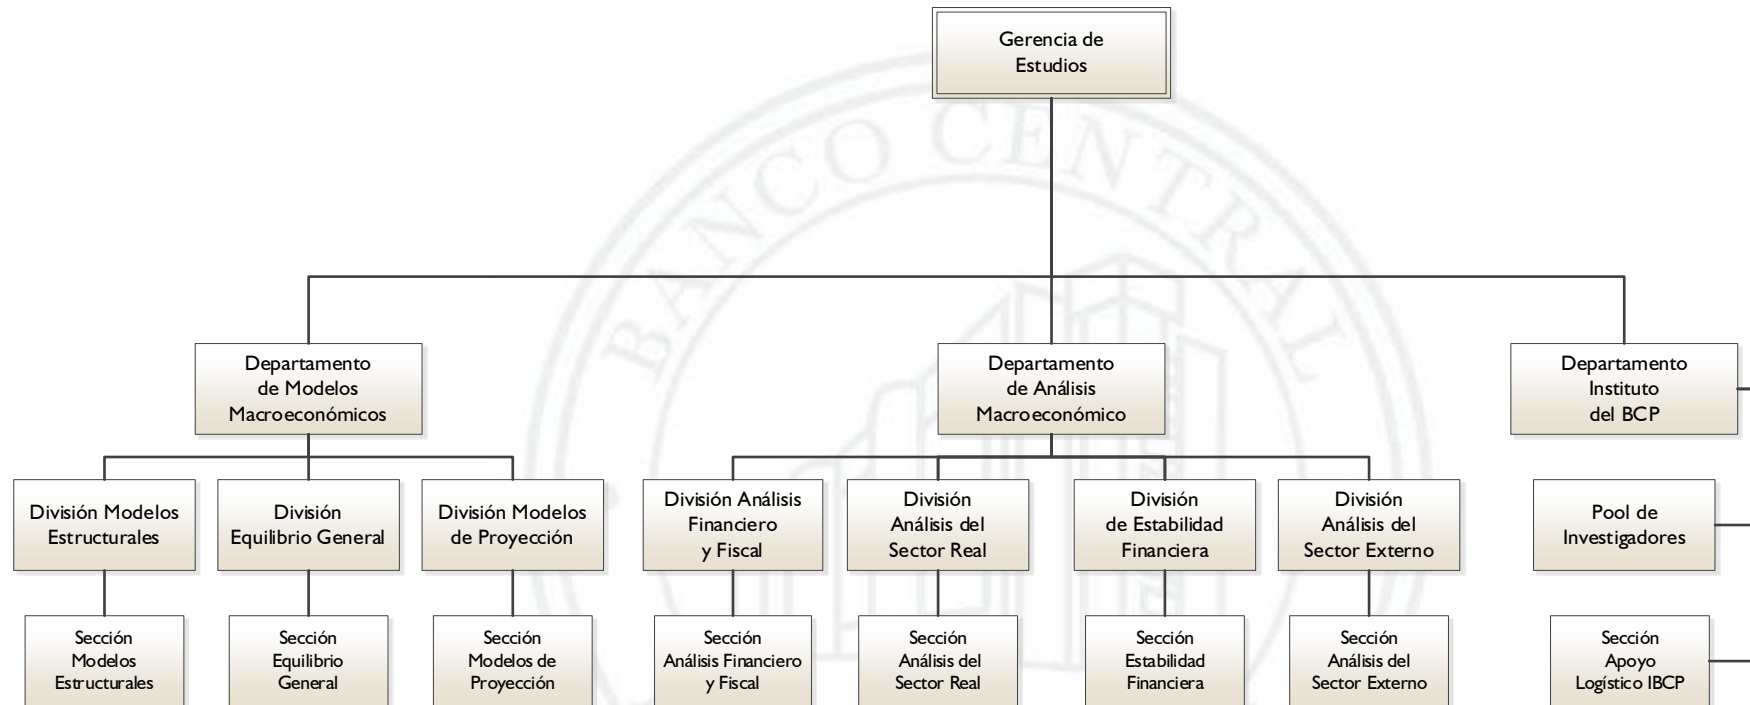 Gerencia de
Estudios
BANCO CENTRAL
Departamento
de Modelos
Macroeconómicos
Departamento
de Análisis
Macroeconómico
Departamento
Instituto
del BCP
División Modelos
Estructurales
División
Equilibrio General
División Modelos
de Proyección
División Análisis
Financiero
y Fiscal
División
Análisis del
Sector Real
División
de Estabilidad
Financiera
División
Análisis del
Sector Externo
Pool de
Investigadores
Sección
Modelos
Estructurales
Sección
Equilibrio
General
Sección
Modelos de
Proyección
Sección
Análisis Financiero
y Fiscal
Sección
Análisis del
Sector Real
Sección
Estabilidad
Financiera
Sección
Análisis del
Sector Externo
Sección
Apoyo
Logístico IBCP